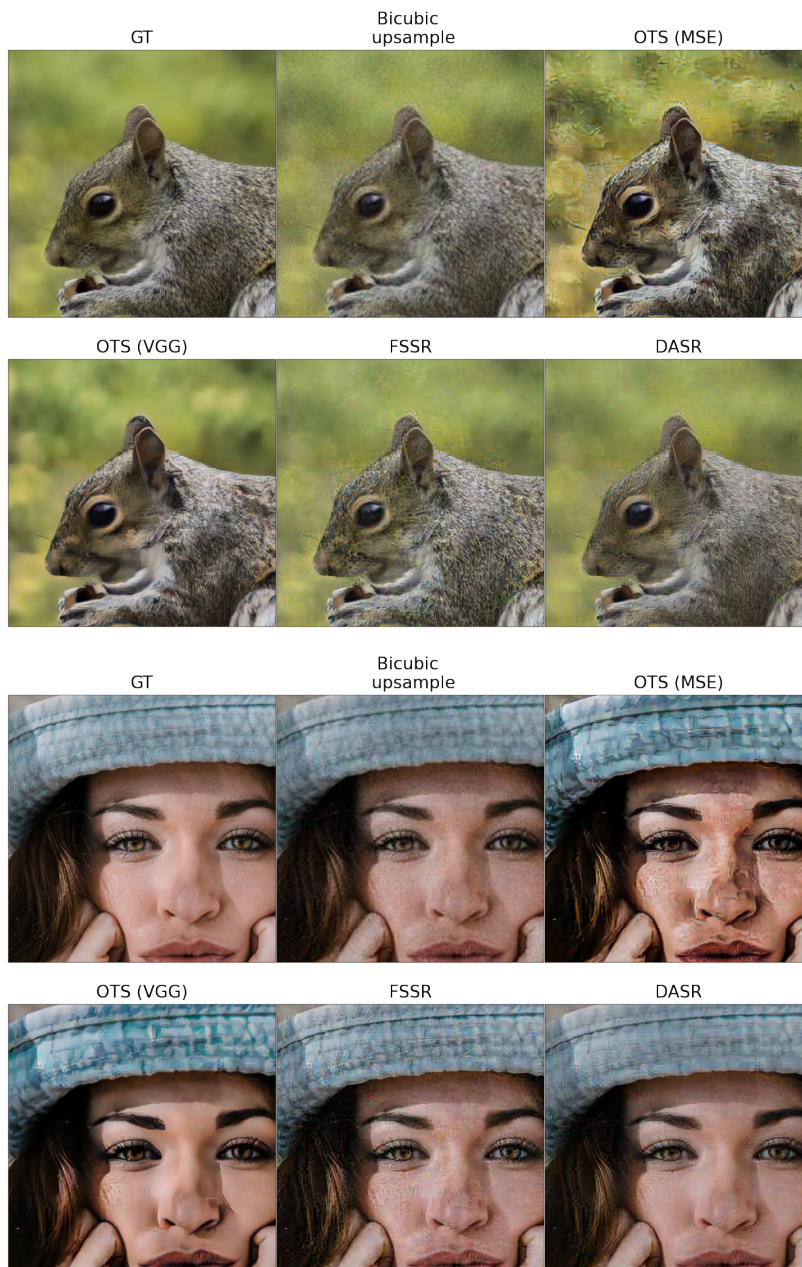 GT
Bicubic
upsample
OTS (MSE)
OTS (VGG)
FSSR
DASR
GT
Bicubic
upsample
OTS (MSE)
OTS (VGG)
FSSR
DASR